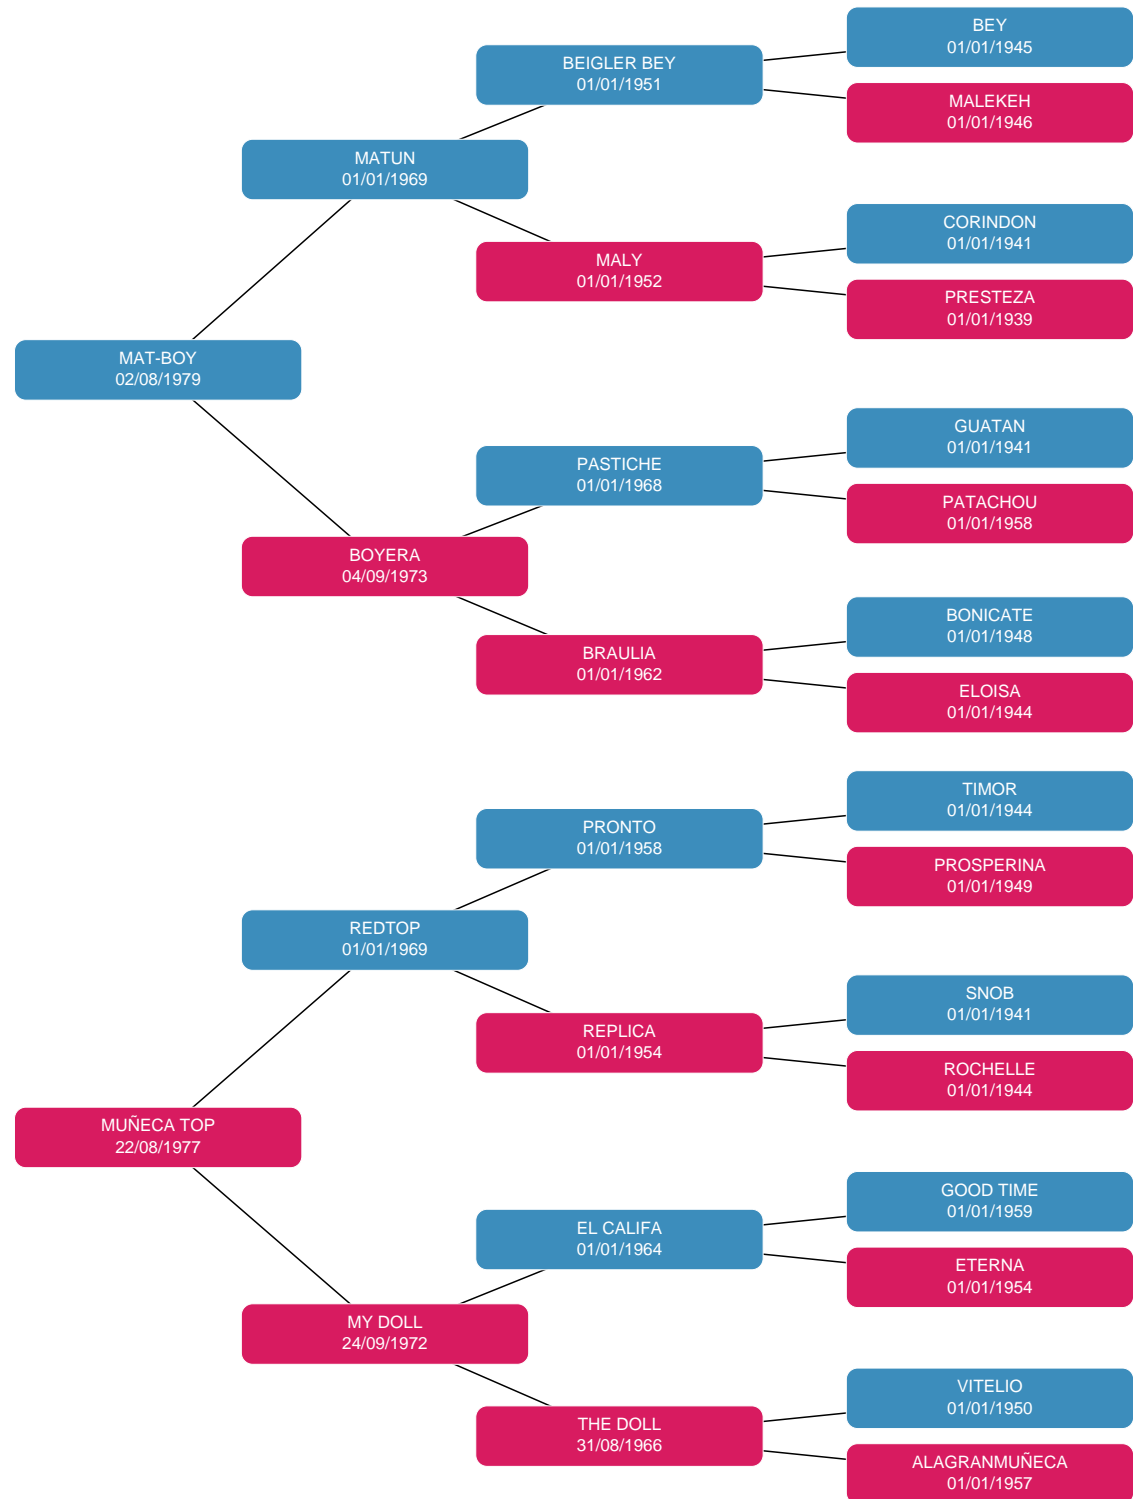 BEY
01/01/1945
BEIGLER BEY
01/01/1951
MALEKEH
01/01/1946
MATUN
01/01/1969
CORINDON
01/01/1941
MALY
01/01/1952
PRESTEZA
01/01/1939
MAT-BOY
02/08/1979
GUATAN
01/01/1941
PASTICHE
01/01/1968
PATACHOU
01/01/1958
BOYERA
04/09/1973
BONICATE
01/01/1948
BRAULIA
01/01/1962
ELOISA
01/01/1944
TIMOR
01/01/1944
PRONTO
01/01/1958
PROSPERINA
01/01/1949
REDTOP
01/01/1969
SNOB
01/01/1941
REPLICA
01/01/1954
ROCHELLE
01/01/1944
MUÑECA TOP
22/08/1977
GOOD TIME
01/01/1959
EL CALIFA
01/01/1964
ETERNA
01/01/1954
MY DOLL
24/09/1972
VITELIO
01/01/1950
THE DOLL
31/08/1966
ALAGRANMUÑECA
01/01/1957